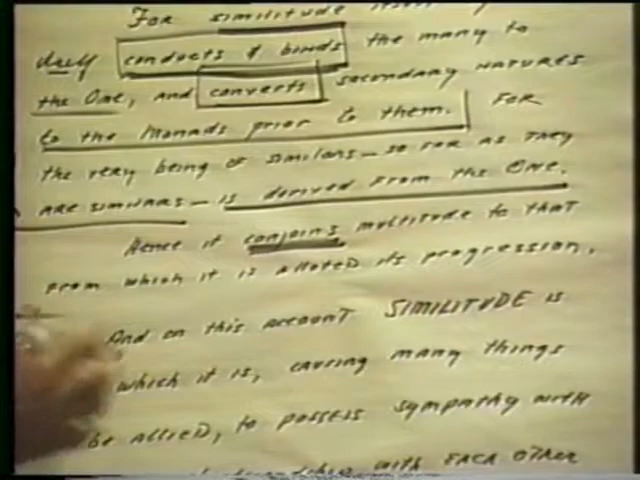 For similitude itself
itself conducts & binds the many to
the One, and converts secondary natures
to the Monads prior to them. For
the very being of similars — so far as they
are similars — is derived from the One.
Hence it conjoins multitude to that
from which it is alloted its progression.
And on this account SIMILITUDE is
which it is, causing many things
be allied, to possess sympathy with
with EACH OTHER